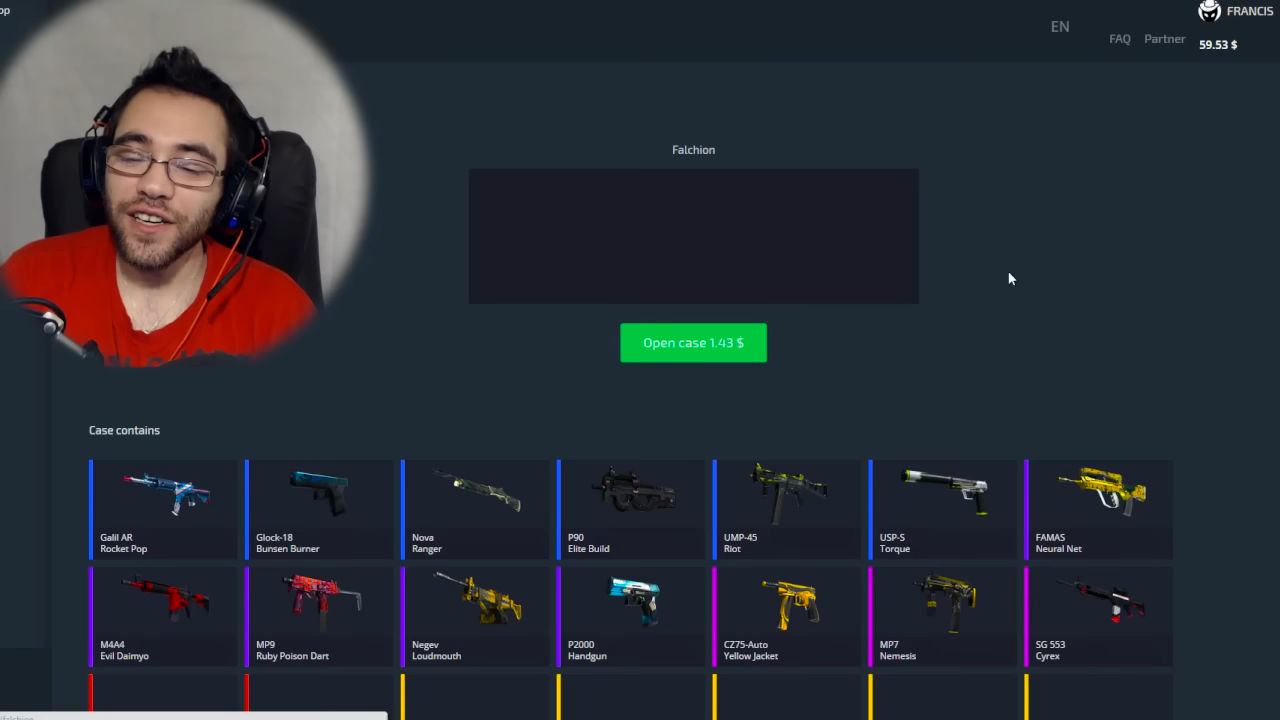 op
FRANCIS
EN
FAQ
Partner
59.53 $
Falchion
Open case 1.43 $
Case contains
Galil AR
Rocket Pop
Glock-18
Bunsen Burner
Nova
Ranger
P90
Elite Build
UMP-45
Riot
USP-S
Torque
FAMAS
Neural Net
M4A4
Evil Daimyo
MP9
Ruby Poison Dart
Negev
Loudmouth
P2000
Handgun
CZ75-Auto
Yellow Jacket
MP7
Nemesis
SG 553
Cyrex